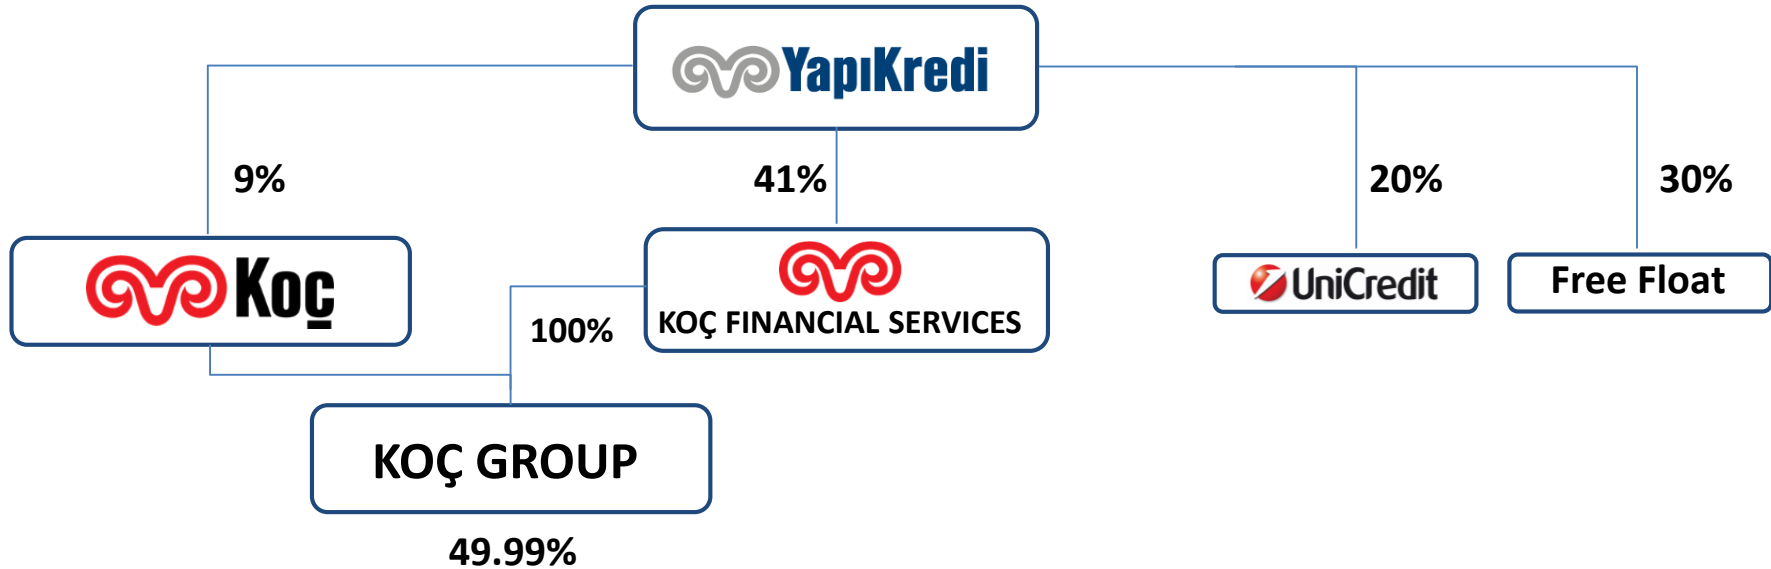 YapıKredi
9%
41%
20%
30%
Koç
KOÇ FINANCIAL SERVICES
UniCredit
Free Float
100%
KOÇ GROUP
49.99%